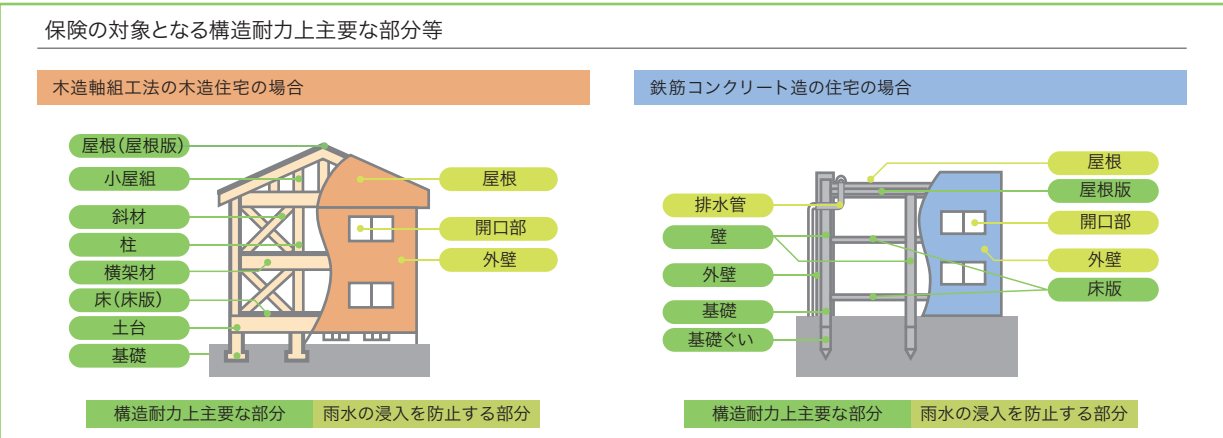 保険の対象となる構造耐力上主要な部分等
木造軸組工法の木造住宅の場合
屋根(屋根版)
小屋組
斜材
柱
横架材
床(床版)
土台
基礎
屋根
開口部
外壁
構造耐力上主要な部分
雨水の浸入を防止する部分
鉄筋コンクリート造の住宅の場合
排水管
壁
外壁
基礎
基礎ぐい
屋根
屋根版
開口部
外壁
床版
構造耐力上主要な部分
雨水の浸入を防止する部分